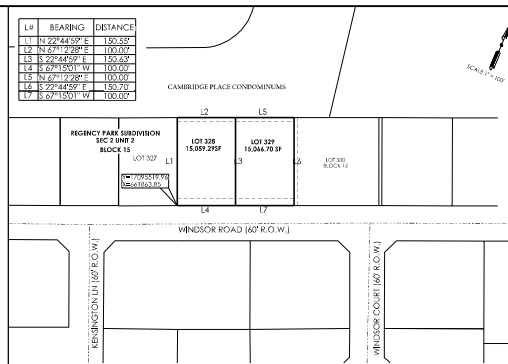 L# BEARING DISTANCE
L1 N 22°44'59" E 150.55'
L2 N 67°12'28" E 100.00'
L3 S 22°44'59" E 150.63'
L4 S 67°15'01" W 100.00'
L5 N 67°12'28" E 100.00'
L6 S 22°44'59" E 150.70'
L7 S 67°15'01" W 100.00'
SCALE 1" = 100'
CAMBRIDGE PLACE CONDOMINIUMS
L2 L5
REGENCY PARK SUBDIVISION
SEC 2 UNIT 2
BLOCK 15
LOT 327
L1
LOT 328
15,059.29SF
L3
LOT 329
15,066.70 SF
L6
LOT 330
BLOCK 15
Y=17095519.96
X=661863.85
L4 L7
WINDSOR ROAD (60' R.O.W.)
KENSINGTON LN (60' R.O.W.)
WINDSOR COURT (60' R.O.W.)